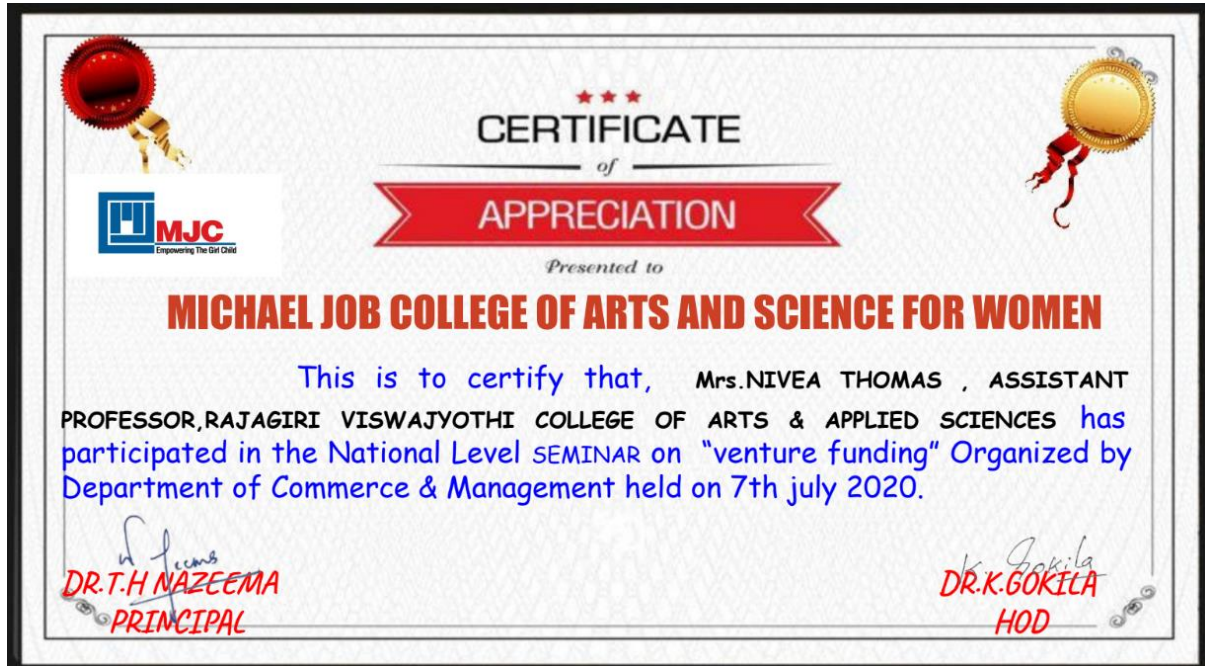 CERTIFICATE
of
APPRECIATION
MJC
Empowering The Girl Child
Presented to
MICHAEL JOB COLLEGE OF ARTS AND SCIENCE FOR WOMEN
This is to certify that, Mrs.NIVEA THOMAS , ASSISTANT
PROFESSOR,RAJAGIRI VISWAJYOTHI COLLEGE OF ARTS & APPLIED SCIENCES has
participated in the National Level SEMINAR on "venture funding" Organized by
Department of Commerce & Management held on 7th july 2020.
K. Gokila
DR.T.H NAZEEMA
PRINCIPAL
DR.K.GOKILA
HOD